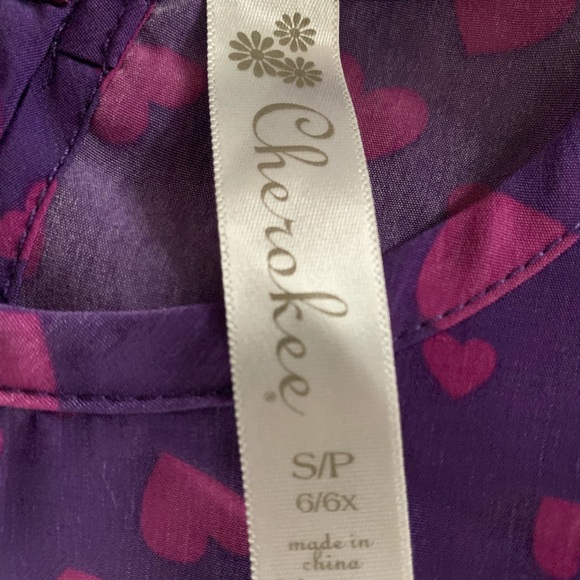 Cherokee®
S/P
6/6x
made in
china